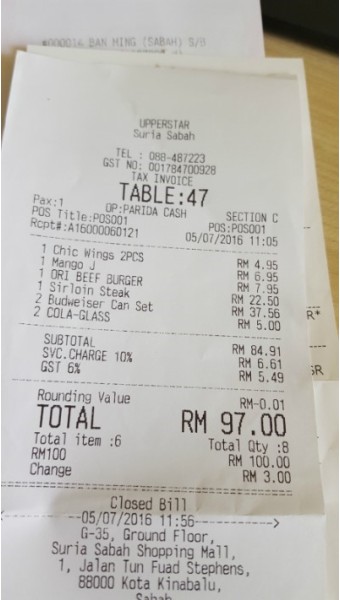 #000014 BAN HING (SABAH) S/B
UPPERSTAR
Suria Sabah
TEL : 088-487223
GST NO: 001784700928
TAX INVOICE
TABLE:47
OP:PARIDA CASH SECTION C
Pax:1 POS:POS001
POS Title:POS001 05/07/2016 11:05
Rcpt#:A16000060121
1 Chic Wings 2PCS RM 4.95
1 Mango J RM 6.95
1 ORI BEEF BURGER RM 7.95
1 Sirloin Steak RM 22.50
2 Budweiser Can Set RM 37.56
2 COLA-GLASS RM 5.00
SUBTOTAL RM 84.91
SVC.CHARGE 10% RM 6.61
GST 6% RM 5.49
Rounding Value RM-0.01
TOTAL RM 97.00
Total item :6 Total Qty :8
RM100 RM 100.00
Change RM 3.00
Closed Bill
05/07/2016 11:56
G-35, Ground Floor,
Suria Sabah Shopping Mall,
1, Jalan Tun Fuad Stephens,
88000 Kota Kinabalu,
Sabah
R*
GR